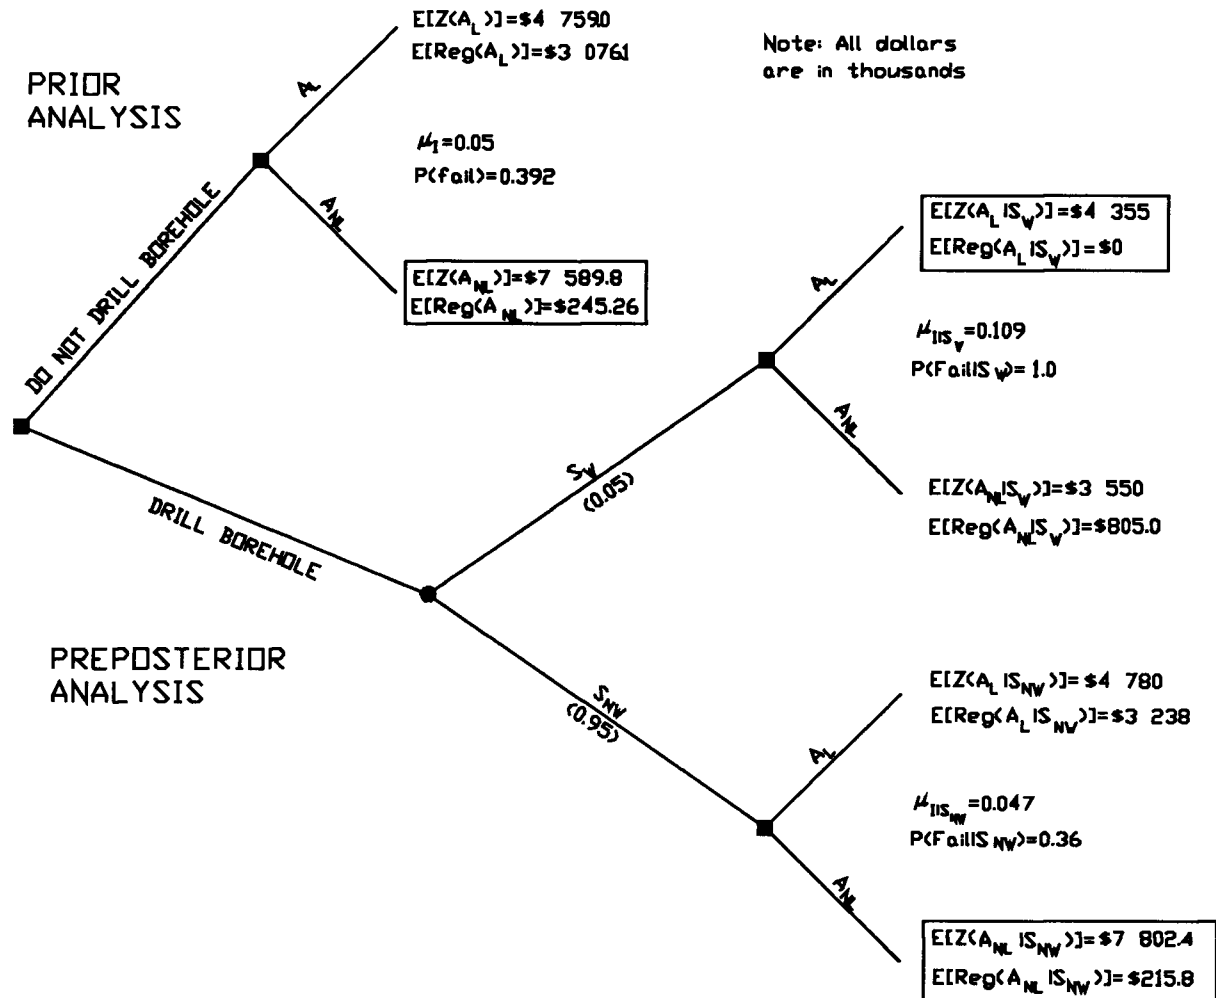 E[Z(A_L)]=$4 759.0
E[Reg(A_L)]=$3 076.1
Note: All dollars
are in thousands
PRIOR
ANALYSIS
A_L
μ_I=0.05
P(fail)=0.392
A_NL
E[Z(A_NL)]=$7 589.8
E[Reg(A_NL)]=$245.26
DO NOT DRILL BOREHOLE
E[Z(A_L|S_W)]=$4 355
E[Reg(A_L|S_W)]=$0
A_L
μ_I|S_W=0.109
P(Fail|S_W)=1.0
A_NL
S_W
(0.05)
E[Z(A_NL|S_W)]=$3 550
E[Reg(A_NL|S_W)]=$805.0
DRILL BOREHOLE
PREPOSTERIOR
ANALYSIS
S_NW
(0.95)
E[Z(A_L|S_NW)]=$4 780
E[Reg(A_L|S_NW)]=$3 238
A_L
μ_I|S_NW=0.047
P(Fail|S_NW)=0.36
A_NL
E[Z(A_NL|S_NW)]=$7 802.4
E[Reg(A_NL|S_NW)]=$215.8